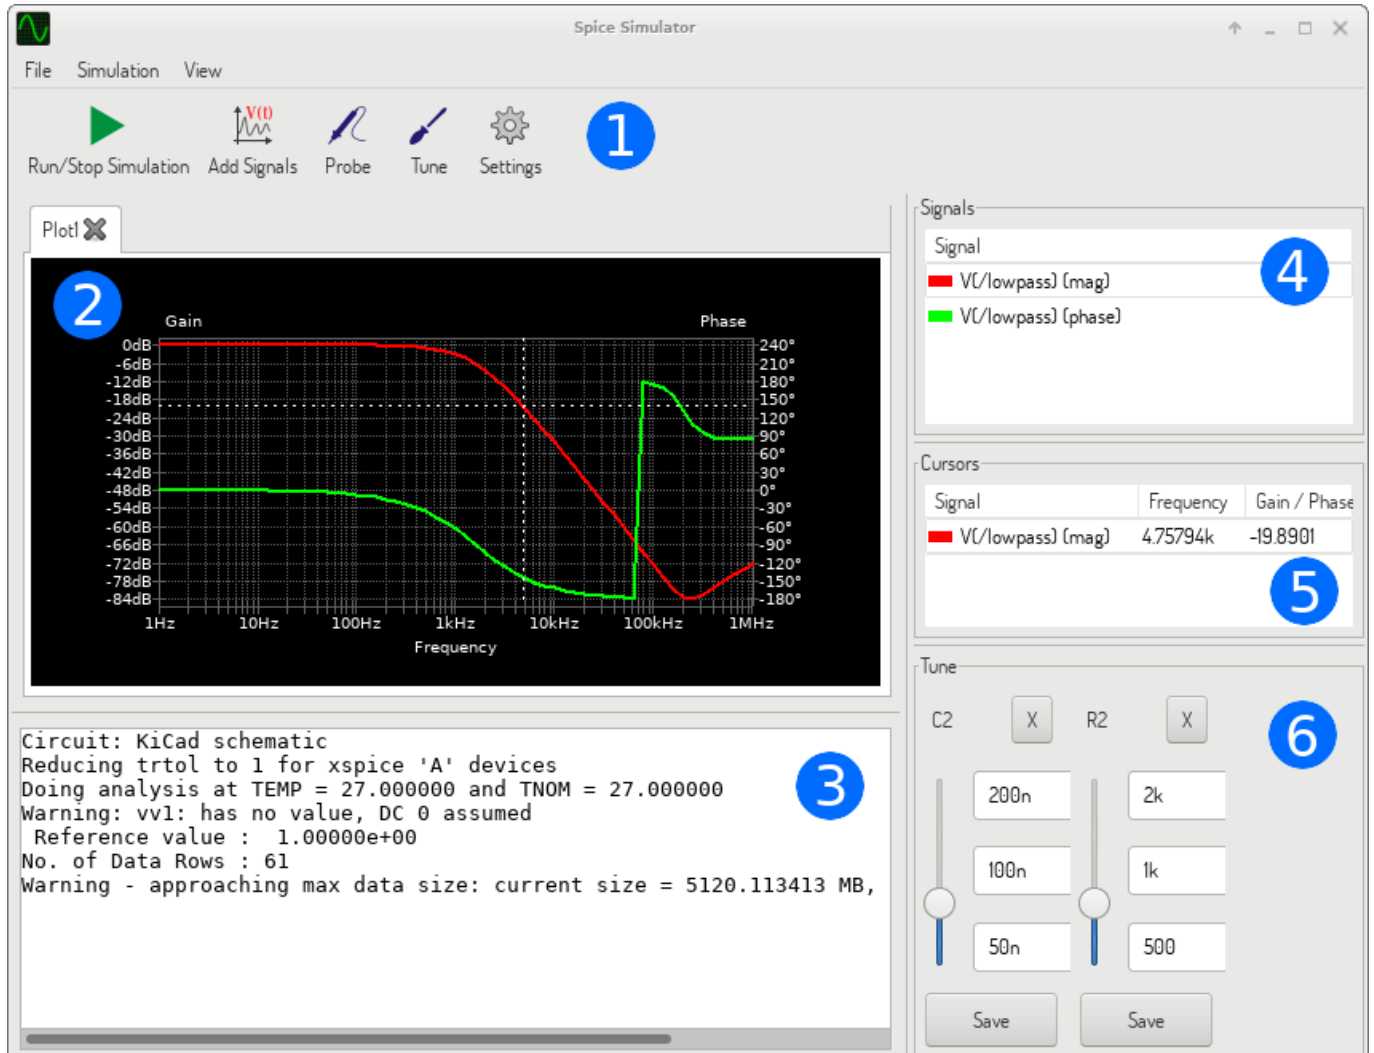 Spice Simulator
File Simulation View
Run/Stop Simulation Add Signals Probe Tune Settings
1
Plot1
2
Gain Phase
0dB
-6dB
-12dB
-18dB
-24dB
-30dB
-36dB
-42dB
-48dB
-54dB
-60dB
-66dB
-72dB
-78dB
-84dB
240°
210°
180°
150°
120°
90°
60°
30°
0°
-30°
-60°
-90°
-120°
-150°
-180°
1Hz 10Hz 100Hz 1kHz 10kHz 100kHz 1MHz
Frequency
Circuit: KiCad schematic
Reducing trtol to 1 for xspice 'A' devices
Doing analysis at TEMP = 27.000000 and TNOM = 27.000000
Warning: vv1: has no value, DC 0 assumed
Reference value : 1.00000e+00
No. of Data Rows : 61
Warning - approaching max data size: current size = 5120.113413 MB,
3
Signals
Signal
V(/lowpass) (mag)
V(/lowpass) (phase)
4
Cursors
Signal Frequency Gain / Phase
V(/lowpass) (mag) 4.75794k -19.8901
5
Tune
C2 X R2 X
6
200n 2k
100n 1k
50n 500
Save Save
V(t)